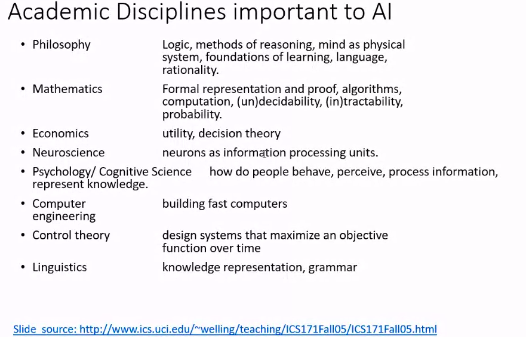 Academic Disciplines important to AI
• Philosophy Logic, methods of reasoning, mind as physical
system, foundations of learning, language,
rationality.
• Mathematics Formal representation and proof, algorithms,
computation, (un)decidability, (in)tractability,
probability.
• Economics utility, decision theory
• Neuroscience neurons as information processing units.
• Psychology/ Cognitive Science how do people behave, perceive, process information,
represent knowledge.
• Computer building fast computers
engineering
• Control theory design systems that maximize an objective
function over time
• Linguistics knowledge representation, grammar
Slide source: http://www.ics.uci.edu/~welling/teaching/ICS171Fall05/ICS171Fall05.html